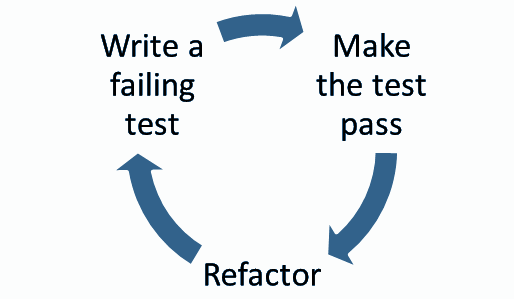 Write a
failing
test
Make
the test
pass
Refactor